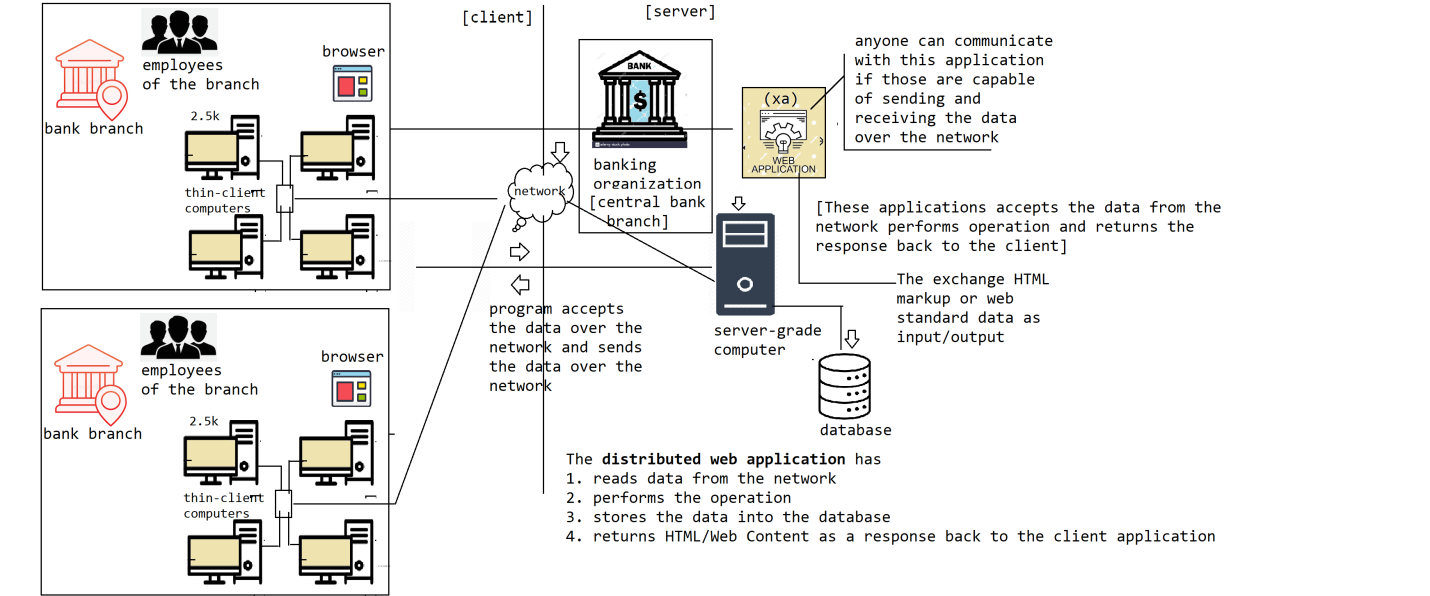 [client]
[server]
employees
of the branch
browser
bank branch
2.5k
thin-client
computers
BANK
$
banking
organization
[central bank
branch]
network
(xa)
WEB
APPLICATION
anyone can communicate
with this application
if those are capable
of sending and
receiving the data
over the network
[These applications accepts the data from the
network performs operation and returns the
response back to the client]
The exchange HTML
markup or web
standard data as
input/output
program accepts
the data over the
network and sends
the data over the
network
server-grade
computer
database
employees
of the branch
browser
bank branch
2.5k
thin-client
computers
The distributed web application has
1. reads data from the network
2. performs the operation
3. stores the data into the database
4. returns HTML/Web Content as a response back to the client application